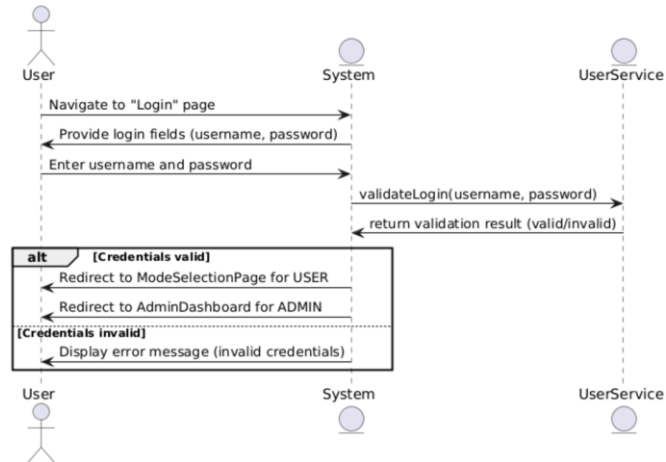 User
System
UserService
Navigate to "Login" page
Provide login fields (username, password)
Enter username and password
validateLogin(username, password)
return validation result (valid/invalid)
alt
[Credentials valid]
Redirect to ModeSelectionPage for USER
Redirect to AdminDashboard for ADMIN
[Credentials invalid]
Display error message (invalid credentials)
User
System
UserService